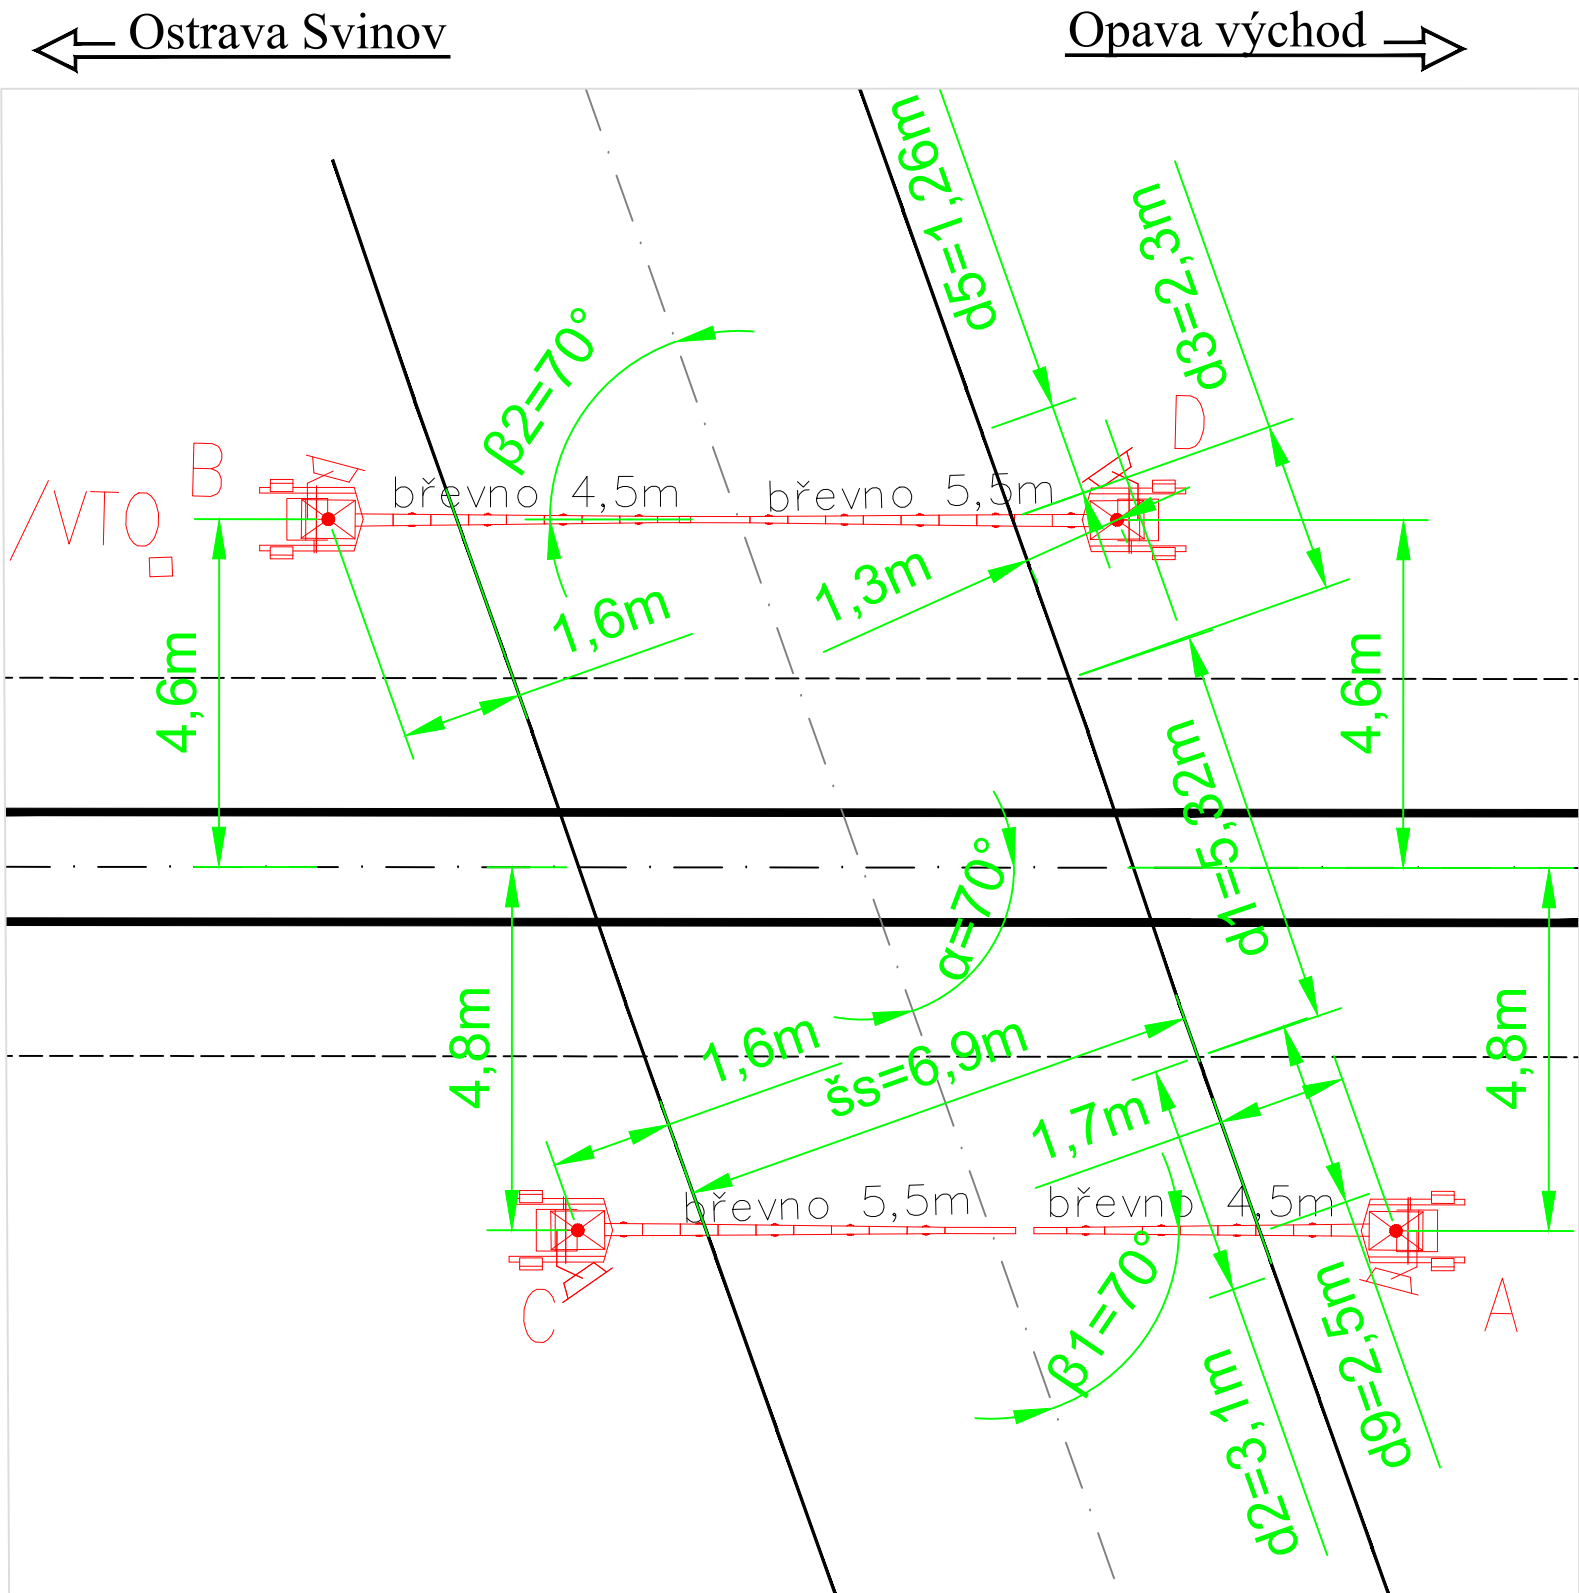 Ostrava Svinov
Opava východ
d5=1,26m
d3=2,3m
β2=70°
B
D
břevno 4,5m
břevno 5,5m
/VTO
1,3m
1,6m
4,6m
4,6m
d1=5,32m
α=70°
4,8m
1,6m
šs=6,9m
1,7m
4,8m
břevno 5,5m
břevno 4,5m
β1=70°
C
A
d2=3,1m
d9=2,5m